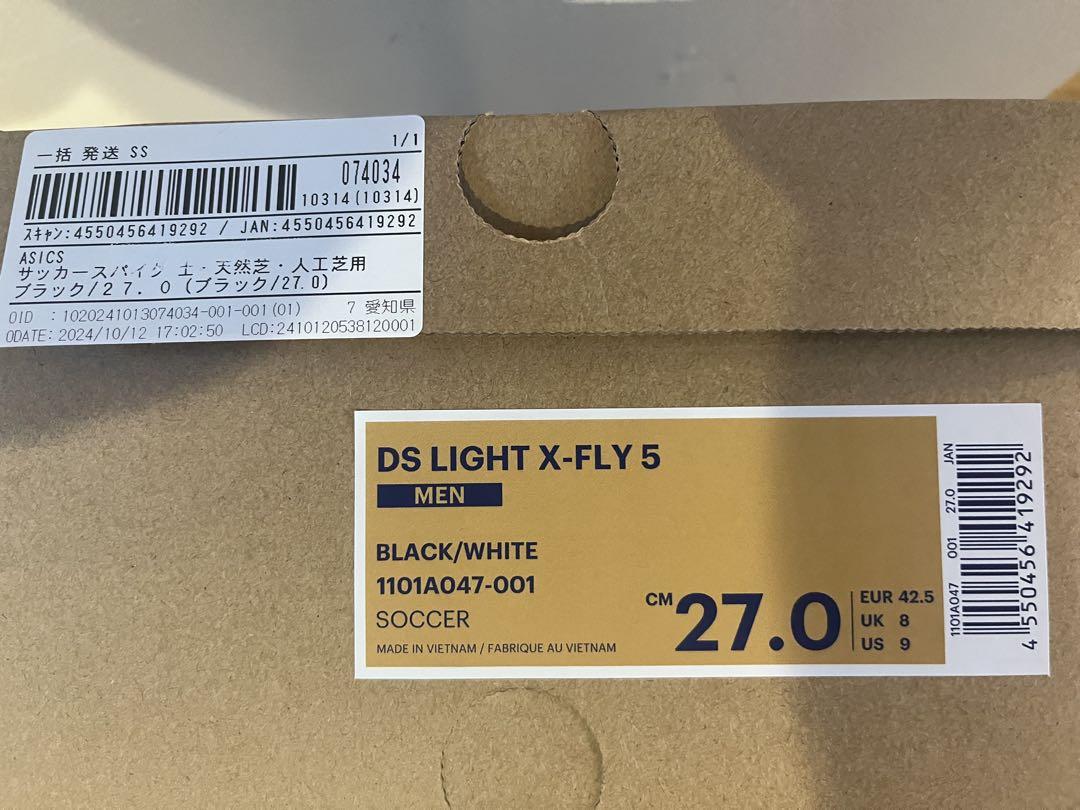 一括 発送 SS
1/1
074034
10314(10314)
スキャン:4550456419292 / JAN:4550456419292
ASICS
サッカースパイク 土・天然芝・人工芝用
ブラック/27.0 (ブラック/27.0)
OID :1020241013074034-001-001(01) 7 愛知県
ODATE: 2024/10/12 17:02:50 LCD:2410120538120001
DS LIGHT X-FLY 5
MEN
BLACK/WHITE
1101A047-001
SOCCER
MADE IN VIETNAM / FABRIQUE AU VIETNAM
CM 27.0
EUR 42.5
UK 8
US 9
1101A047 001 27.0 JAN
4 550456 419292